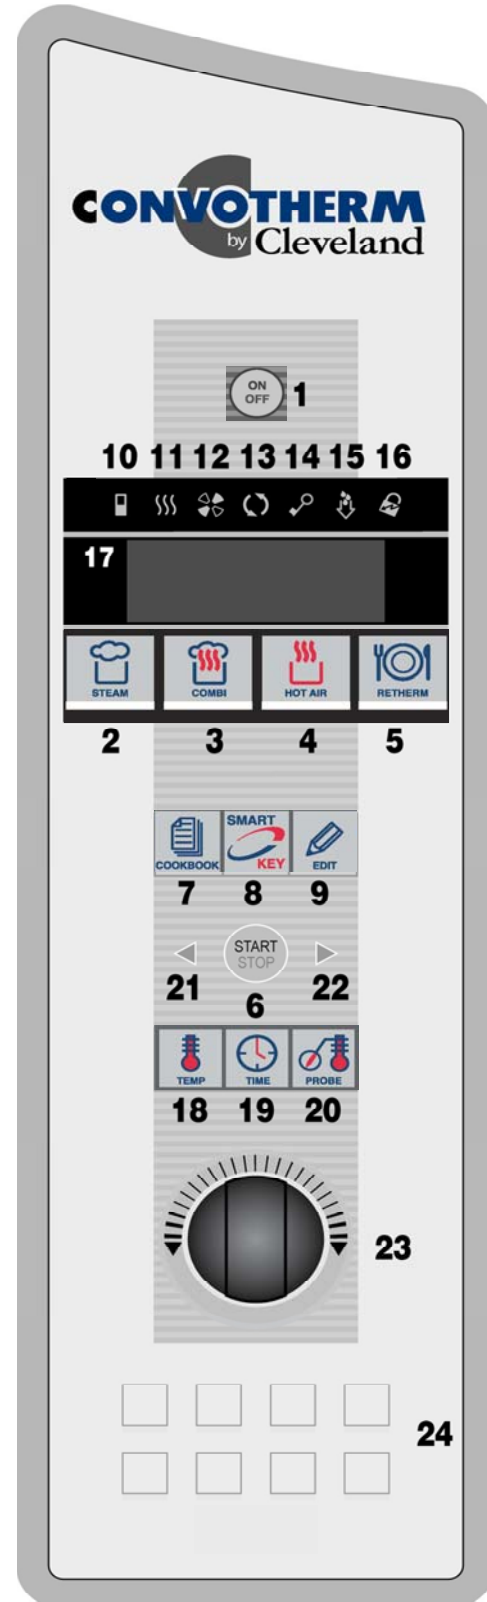 CONVOTHERM
by Cleveland
ON
OFF
1
10 11 12 13 14 15 16
17
STEAM COMBI HOT AIR RETHERM
2 3 4 5
COOKBOOK SMART KEY EDIT
7 8 9
START
STOP
21 22
6
TEMP TIME PROBE
18 19 20
23
24